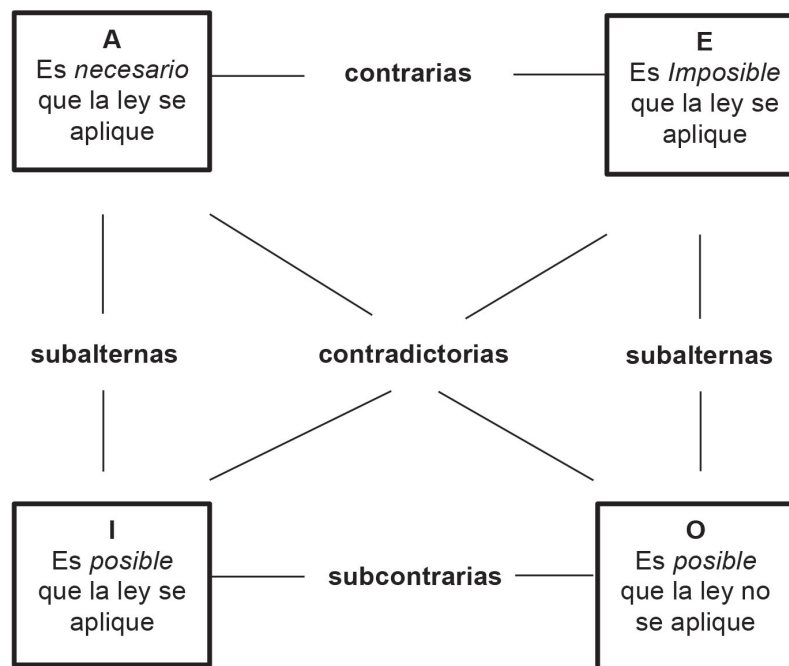 A
Es necesario
que la ley se
aplique
contrarias
E
Es Imposible
que la ley se
aplique
subalternas
contradictorias
subalternas
I
Es posible
que la ley se
aplique
subcontrarias
O
Es posible
que la ley no
se aplique